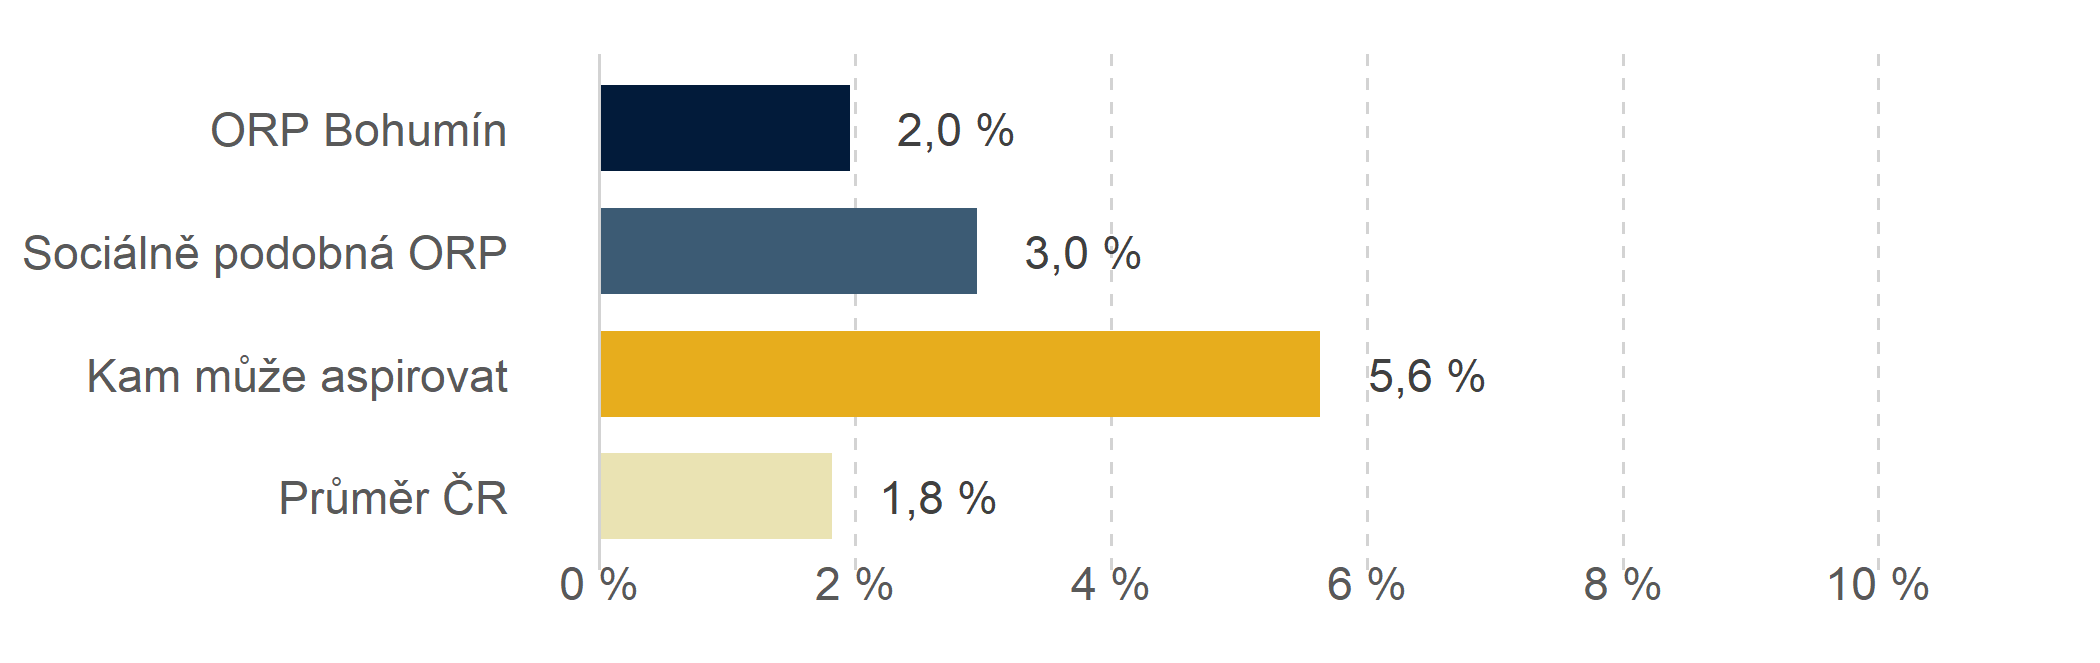 ORP Bohumín 2,0 %
Sociálně podobná ORP 3,0 %
Kam může aspirovat 5,6 %
Průměr ČR 1,8 %
0 % 2 % 4 % 6 % 8 % 10 %